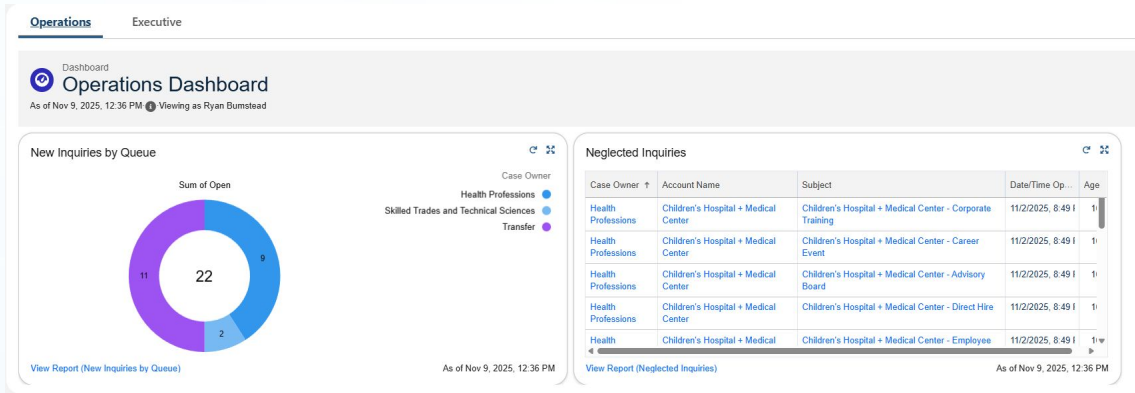 Operations Executive
Dashboard
Operations Dashboard
As of Nov 9, 2025, 12:36 PM Viewing as Ryan Bumstead
New Inquiries by Queue
Sum of Open
Case Owner
Health Professions
Skilled Trades and Technical Sciences
Transfer
9
11
22
2
View Report (New Inquiries by Queue) As of Nov 9, 2025, 12:36 PM
Neglected Inquiries
Case Owner ↑ Account Name Subject Date/Time Op... Age
Health Children's Hospital + Medical Children's Hospital + Medical Center - Corporate 11/2/2025, 8:49
Professions Center Training
Health Children's Hospital + Medical Children's Hospital + Medical Center - Career 11/2/2025, 8:49
Professions Center Event
Health Children's Hospital + Medical Children's Hospital + Medical Center - Advisory 11/2/2025, 8:49
Professions Center Board
Health Children's Hospital + Medical Children's Hospital + Medical Center - Direct Hire 11/2/2025, 8:49
Professions Center
Health Children's Hospital + Medical Children's Hospital + Medical Center - Employee 11/2/2025, 8:49
View Report (Neglected Inquiries) As of Nov 9, 2025, 12:36 PM